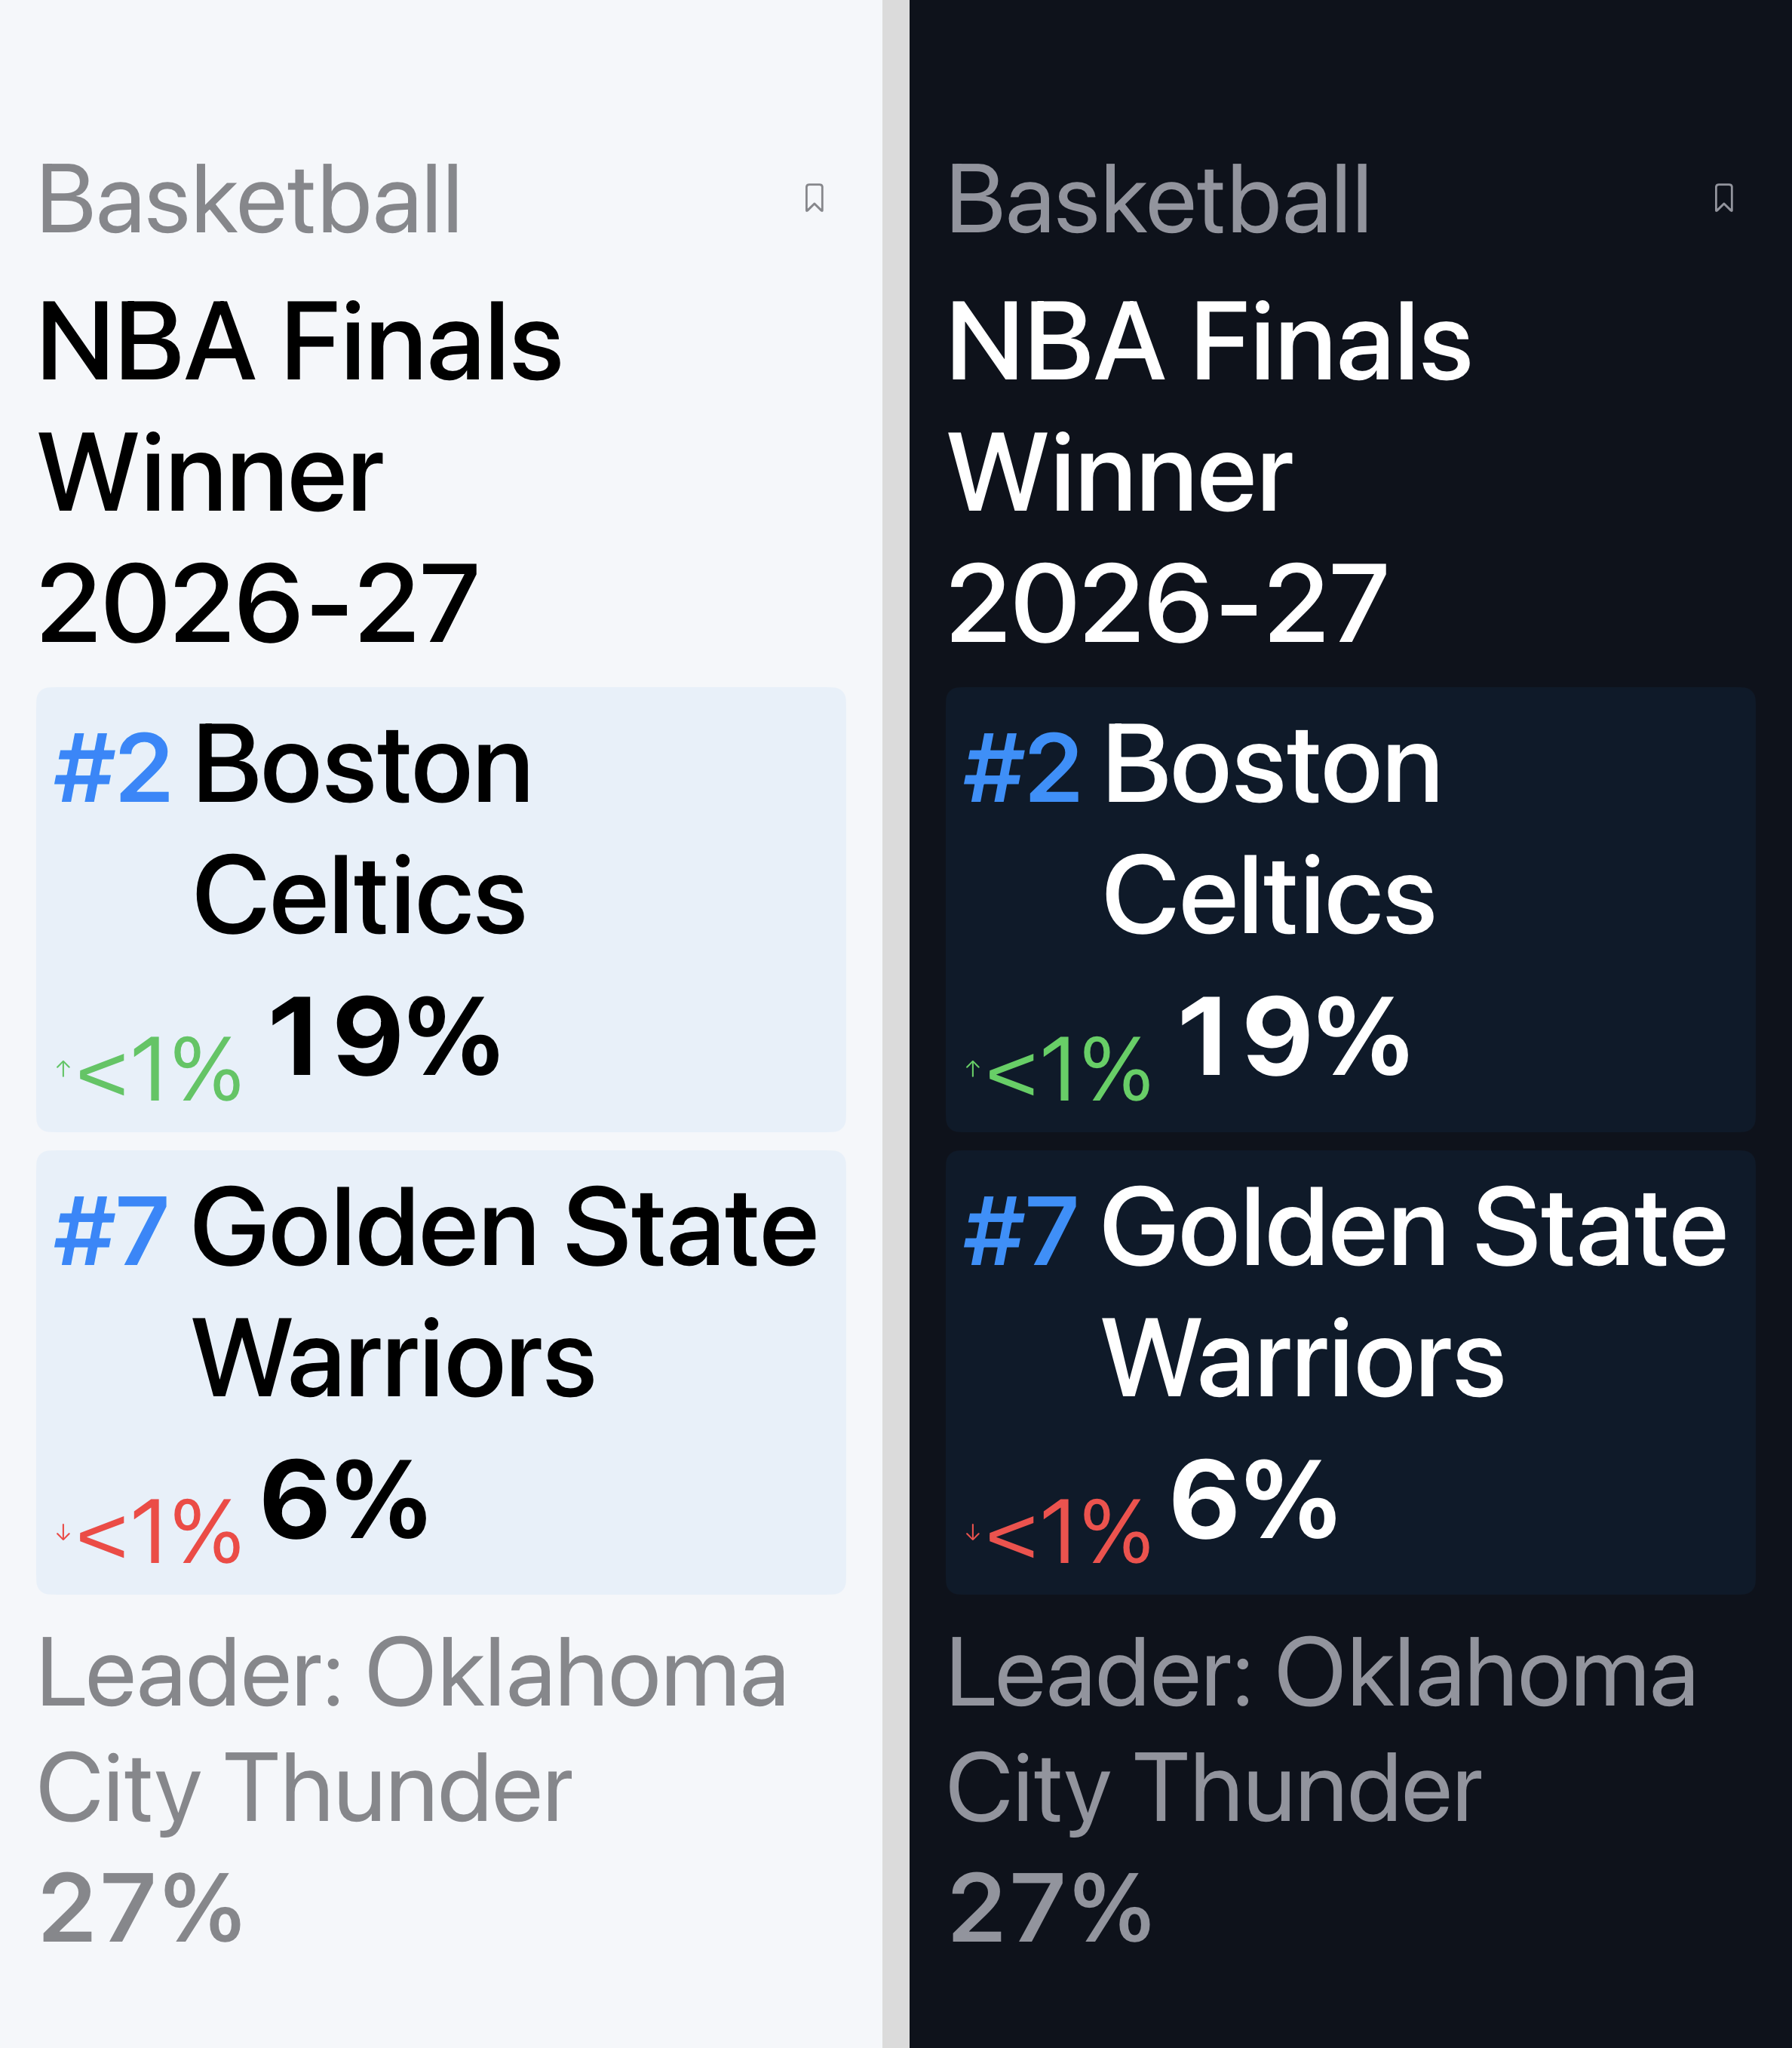 Basketball
NBA Finals
Winner
2026-27
#2 Boston
Celtics
↑<1% 19%
#7 Golden State
Warriors
↓<1% 6%
Leader: Oklahoma
City Thunder
27%
Basketball
NBA Finals
Winner
2026-27
#2 Boston
Celtics
↑<1% 19%
#7 Golden State
Warriors
↓<1% 6%
Leader: Oklahoma
City Thunder
27%